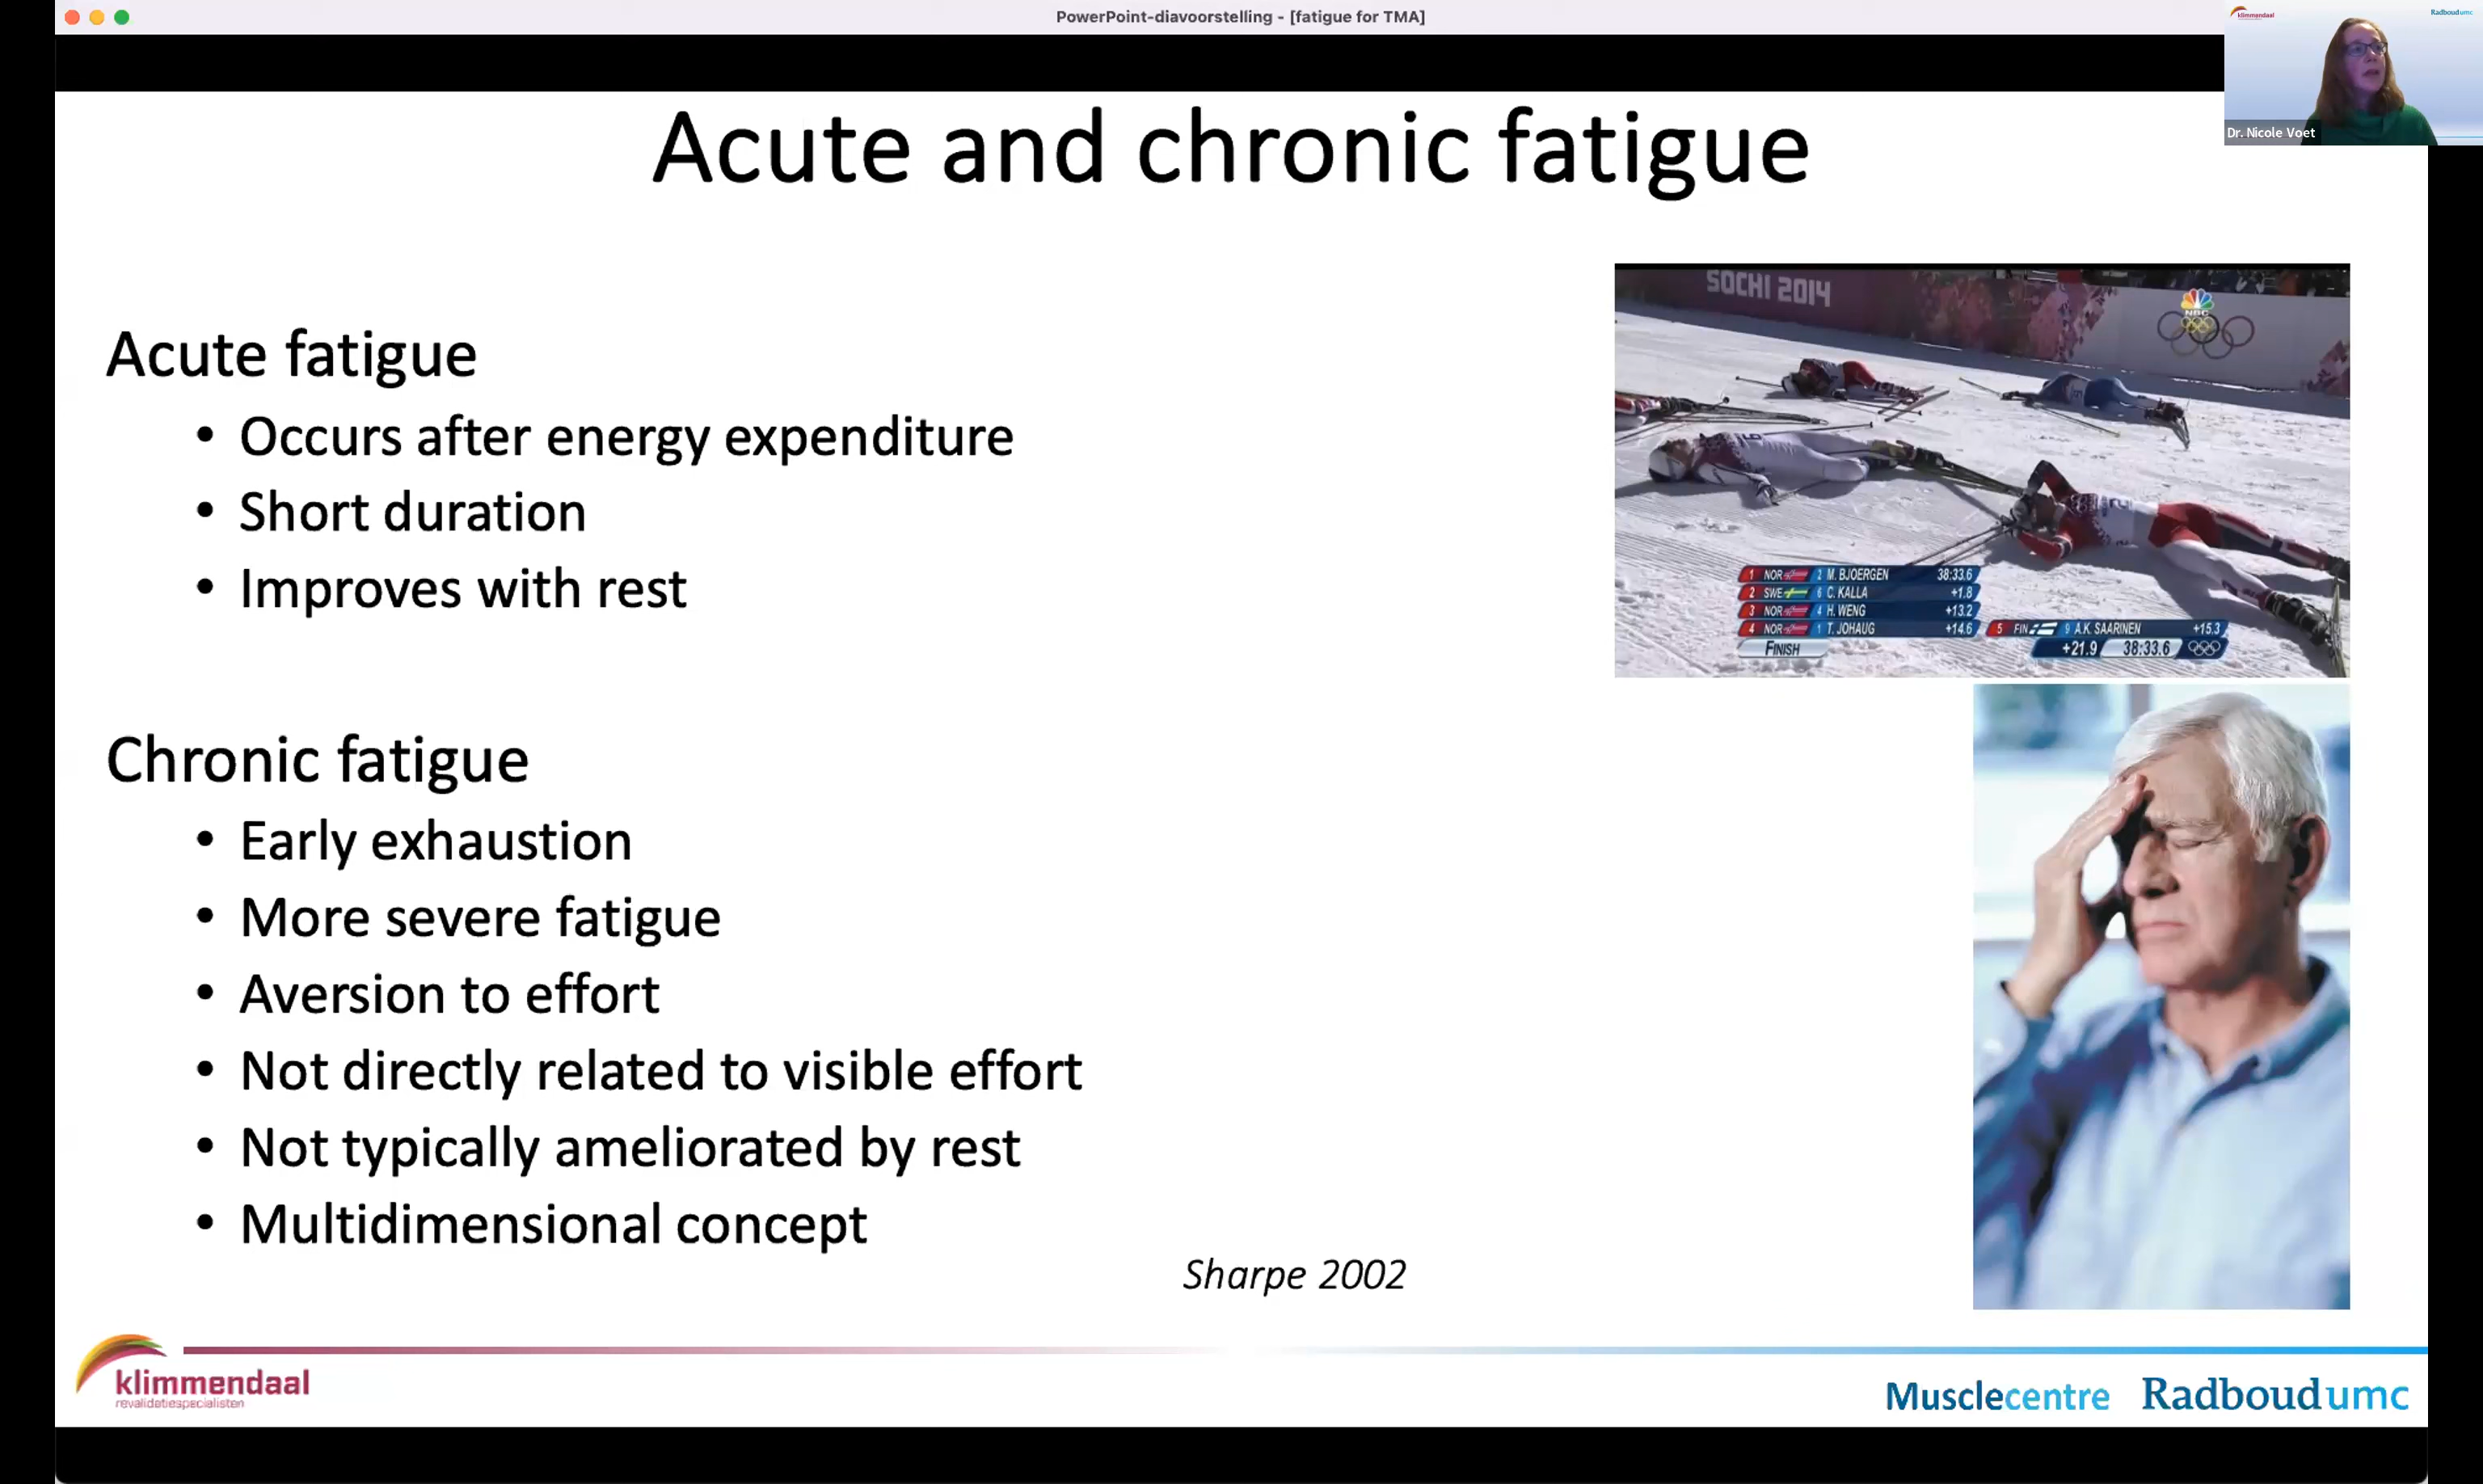 PowerPoint-diavoorstelling - [fatigue for TMA]
klimmendaal
Radboudumc
Dr. Nicole Voet
Acute and chronic fatigue
Acute fatigue
• Occurs after energy expenditure
• Short duration
• Improves with rest
SOCHI 2014
NBC
1 NOR 2 M. BJOERGEN 38:33.6
2 SWE 6 C. KALLA +1.8
3 NOR 4 H. WENG +13.2
4 NOR 1 T. JOHAUG +14.6
5 FIN 9 A.K. SAARINEN +15.3
FINISH
+21.9 38:33.6
Chronic fatigue
• Early exhaustion
• More severe fatigue
• Aversion to effort
• Not directly related to visible effort
• Not typically ameliorated by rest
• Multidimensional concept
Sharpe 2002
klimmendaal
revalidatiespecialisten
Musclecentre Radboudumc